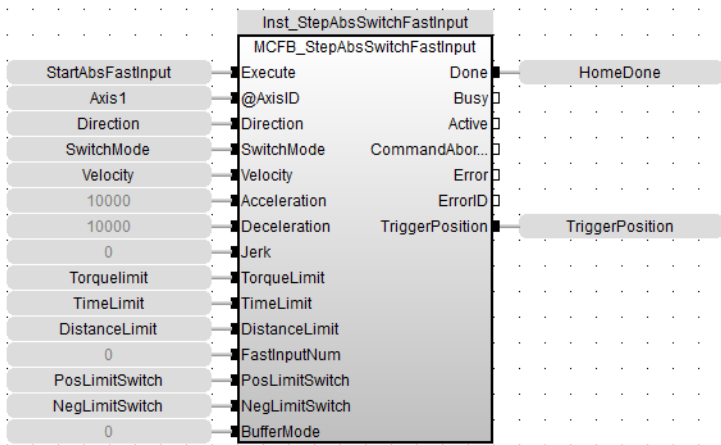 Inst_StepAbsSwitchFastInput
MCFB_StepAbsSwitchFastInput
StartAbsFastInput Execute Done HomeDone
Axis1 @AxisID Busy
Direction Direction Active
SwitchMode SwitchMode CommandAbor...
Velocity Velocity Error
10000 Acceleration ErrorID
10000 Deceleration TriggerPosition TriggerPosition
0 Jerk
Torquelimit TorqueLimit
TimeLimit TimeLimit
DistanceLimit DistanceLimit
0 FastInputNum
PosLimitSwitch PosLimitSwitch
NegLimitSwitch NegLimitSwitch
0 BufferMode